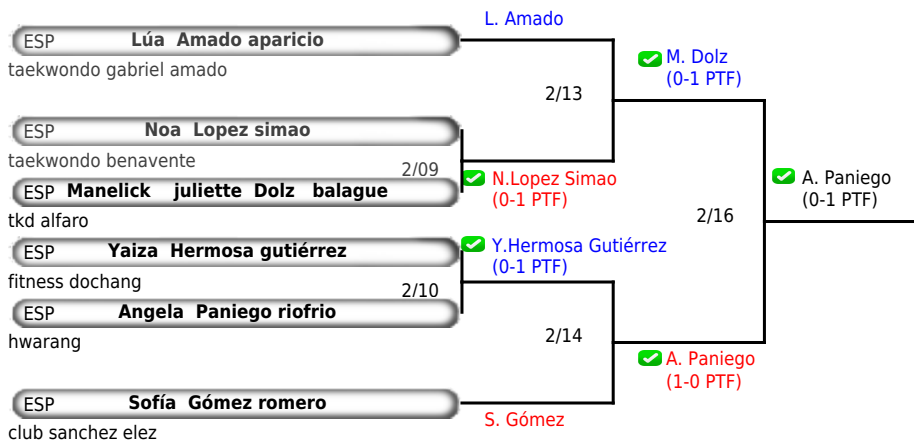 L. Amado
ESP Lúa Amado aparicio
taekwondo gabriel amado
M. Dolz
(0-1 PTF)
2/13
ESP Noa Lopez simao
taekwondo benavente
2/09
N.Lopez Simao
(0-1 PTF)
ESP Manelick juliette Dolz balague
tkd alfaro
A. Paniego
(0-1 PTF)
2/16
ESP Yaiza Hermosa gutiérrez
fitness dochang
Y.Hermosa Gutiérrez
(0-1 PTF)
2/10
ESP Angela Paniego riofrio
hwarang
2/14
A. Paniego
(1-0 PTF)
ESP Sofía Gómez romero
club sanchez elez
S. Gómez